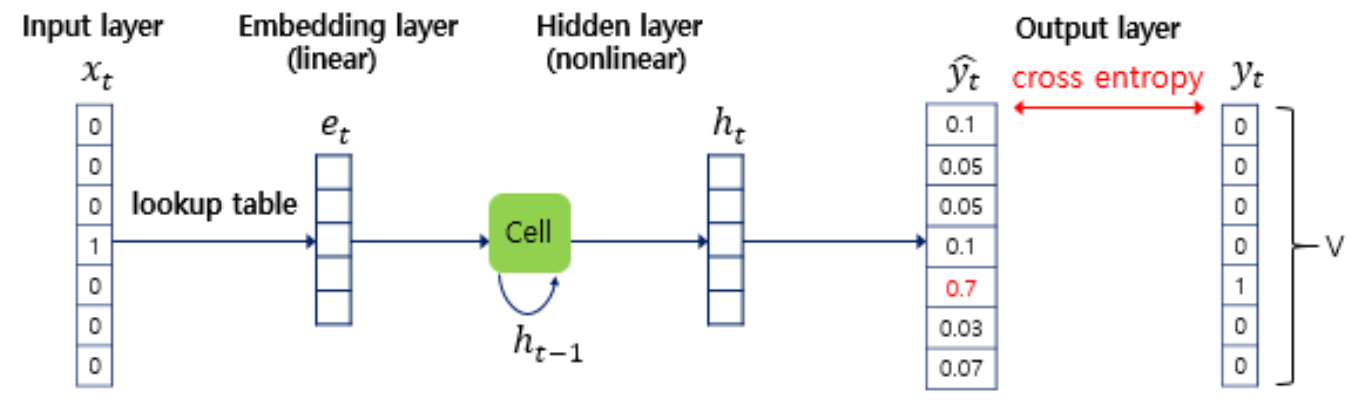 Input layer
Embedding layer
(linear)
Hidden layer
(nonlinear)
Output layer
x_t
e_t
h_t
ŷ_t
cross entropy
y_t
0
0
0
1
0
0
0
lookup table
Cell
h_{t-1}
0.1
0.05
0.05
0.1
0.7
0.03
0.07
0
0
0
0
1
0
0
V